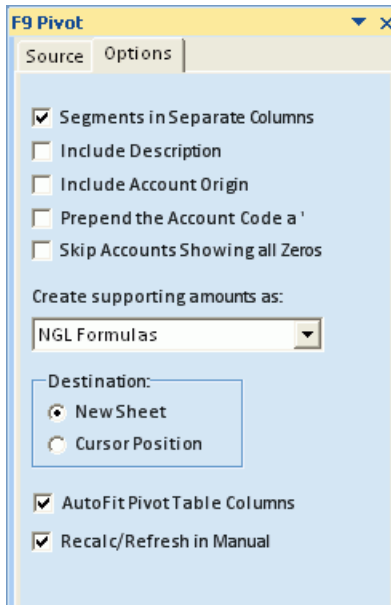 F9 Pivot
Source Options
Segments in Separate Columns
Include Description
Include Account Origin
Prepend the Account Code a '
Skip Accounts Showing all Zeros
Create supporting amounts as:
NGL Formulas
Destination:
New Sheet
Cursor Position
AutoFit Pivot Table Columns
Recalc/Refresh in Manual